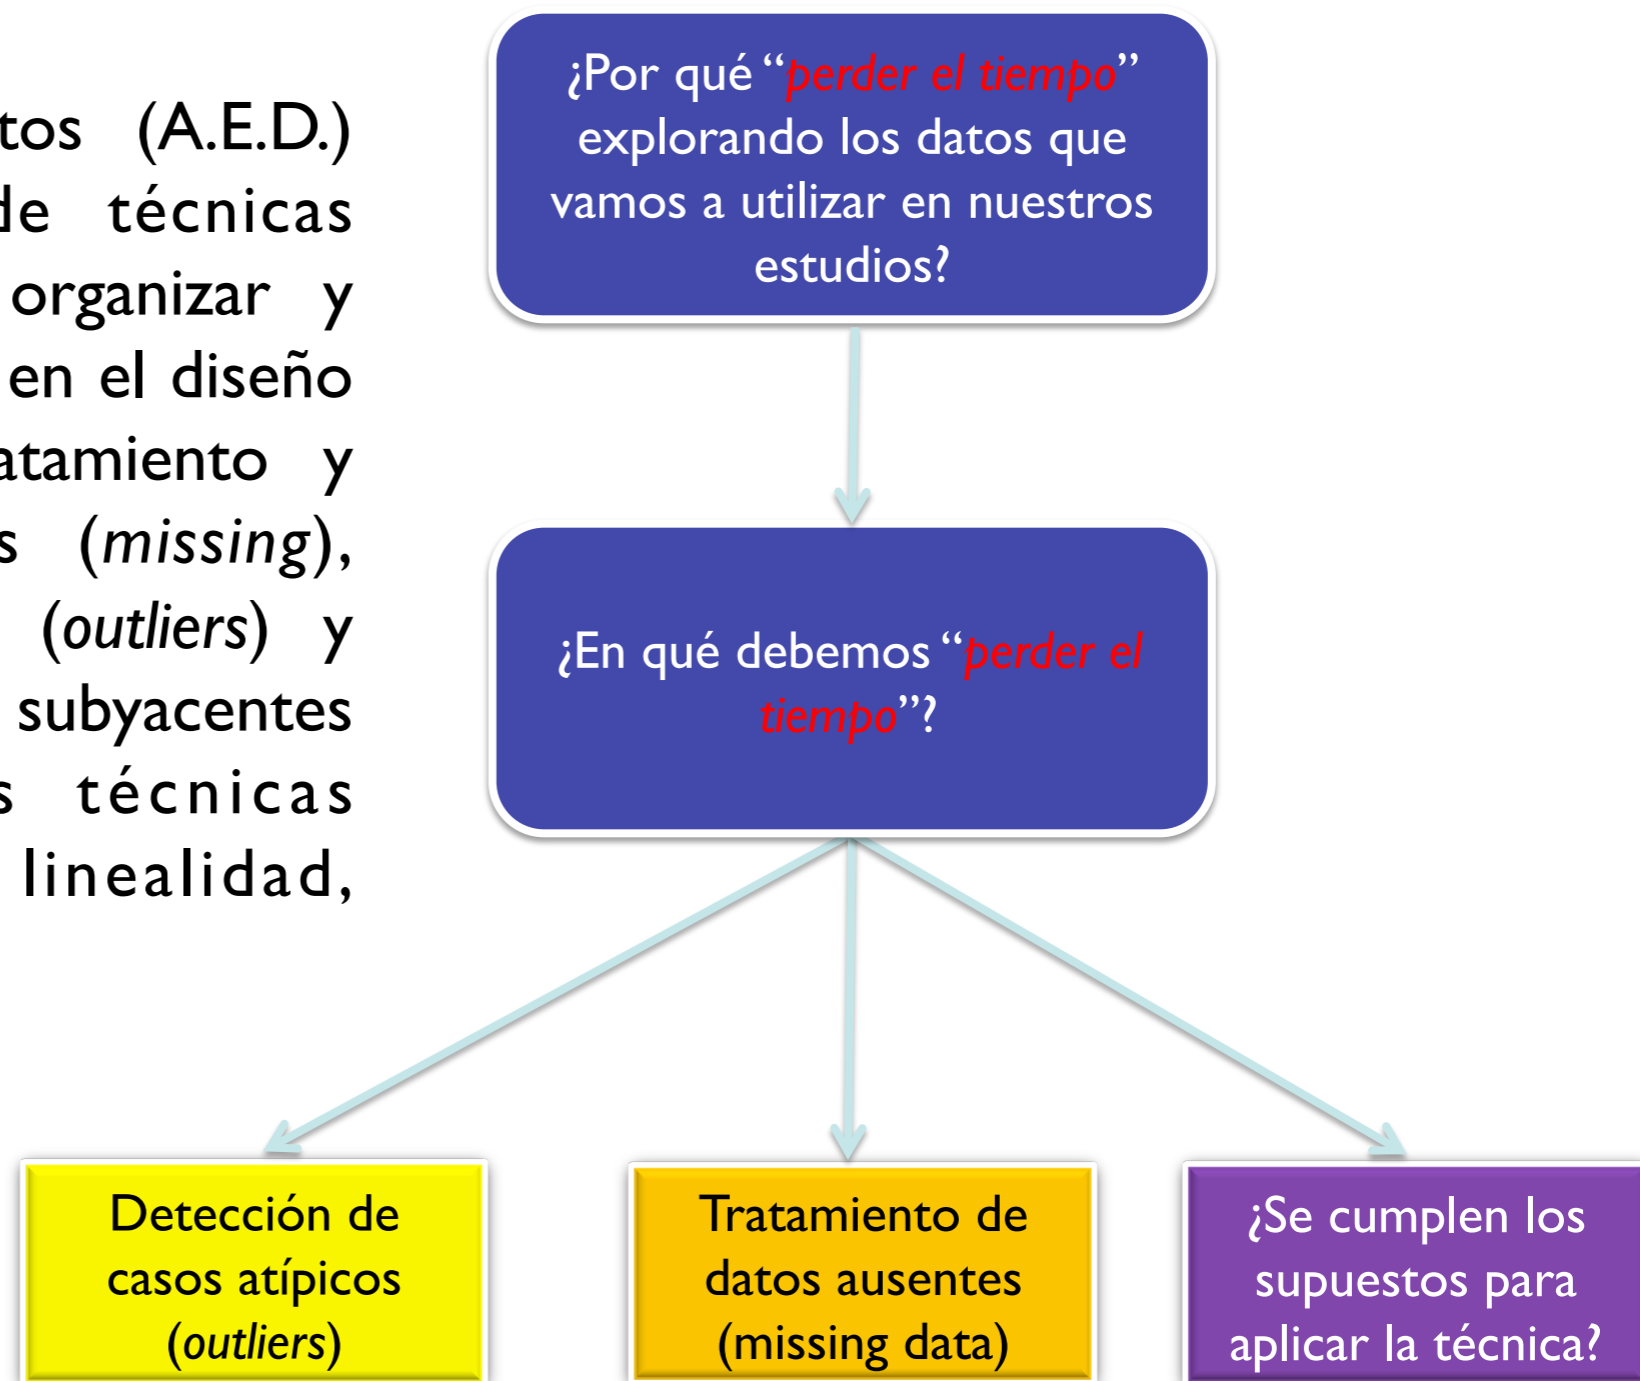 tos (A.E.D.)
de técnicas
organizar y
en el diseño
ratamiento y
s (missing),
(outliers) y
subyacentes
s técnicas
linealidad,
¿Por qué “perder el tiempo”
explorando los datos que
vamos a utilizar en nuestros
estudios?
¿En qué debemos “perder el
tiempo”?
Detección de
casos atípicos
(outliers)
Tratamiento de
datos ausentes
(missing data)
¿Se cumplen los
supuestos para
aplicar la técnica?